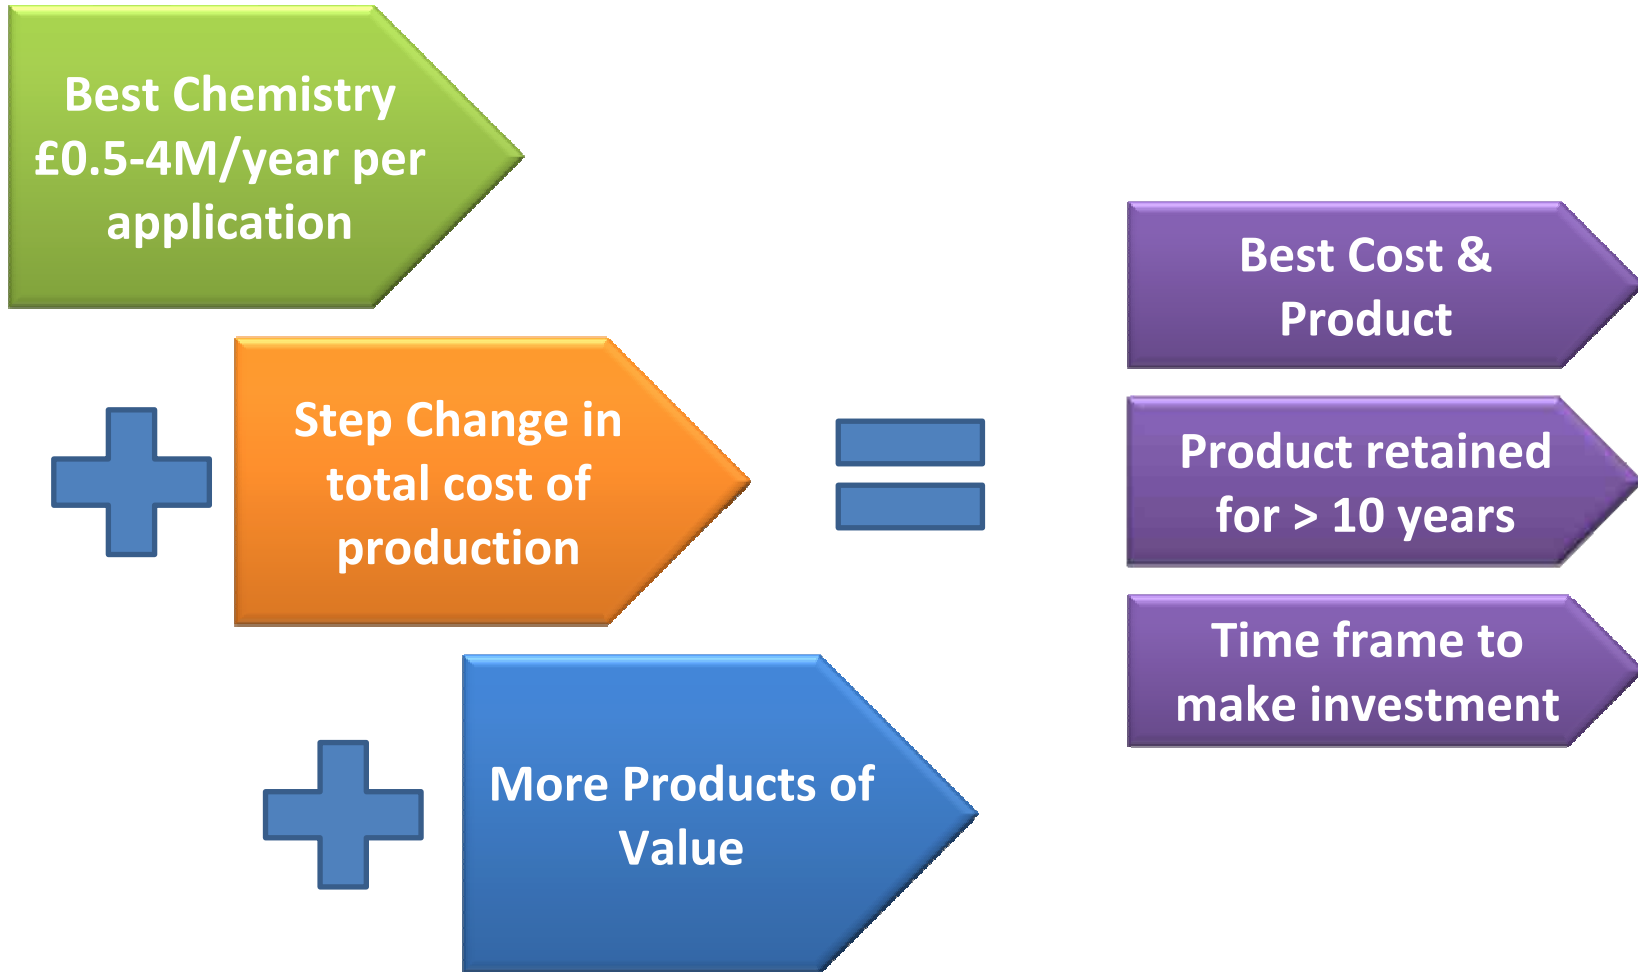 Best Chemistry
£0.5-4M/year per
application
Step Change in
total cost of
production
More Products of
Value
Best Cost &
Product
Product retained
for > 10 years
Time frame to
make investment